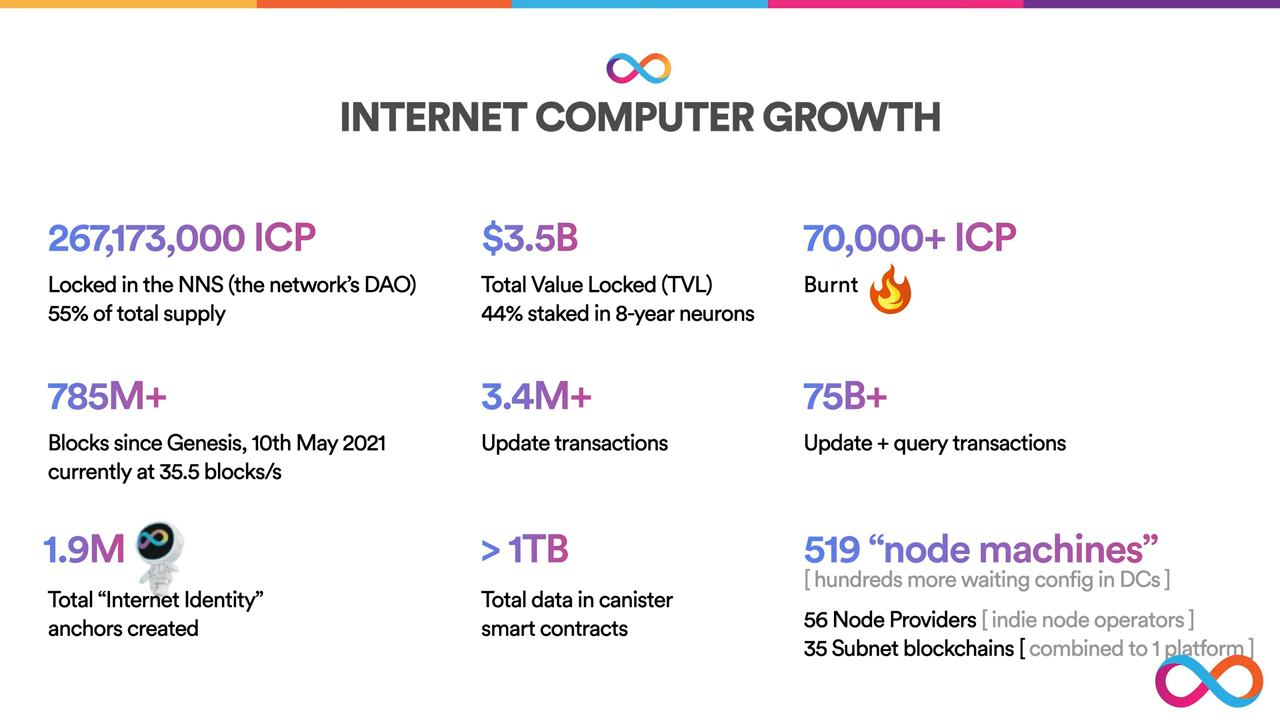 INTERNET COMPUTER GROWTH
267,173,000 ICP
Locked in the NNS (the network’s DAO)
55% of total supply
$3.5B
Total Value Locked (TVL)
44% staked in 8-year neurons
70,000+ ICP
Burnt
785M+
Blocks since Genesis, 10th May 2021
currently at 35.5 blocks/s
3.4M+
Update transactions
75B+
Update + query transactions
1.9M
Total “Internet Identity”
anchors created
> 1TB
Total data in canister
smart contracts
519 “node machines”
[ hundreds more waiting config in DCs ]
56 Node Providers [ indie node operators ]
35 Subnet blockchains [ combined to 1 platform ]